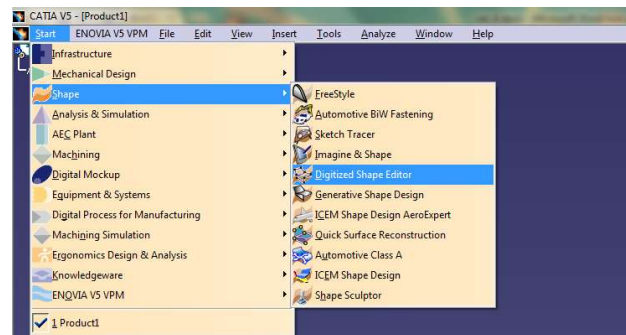 CATIA V5 - [Product1]
Start ENOVIA V5 VPM File Edit View Insert Tools Analyze Window Help
Infrastructure
Mechanical Design
Shape
Analysis & Simulation
AEC Plant
Machining
Digital Mockup
Equipment & Systems
Digital Process for Manufacturing
Machining Simulation
Ergonomics Design & Analysis
Knowledgeware
ENOVIA V5 VPM
1 Product1
FreeStyle
Automotive BiW Fastening
Sketch Tracer
Imagine & Shape
Digitized Shape Editor
Generative Shape Design
ICEM Shape Design AeroExpert
Quick Surface Reconstruction
Automotive Class A
ICEM Shape Design
Shape Sculptor